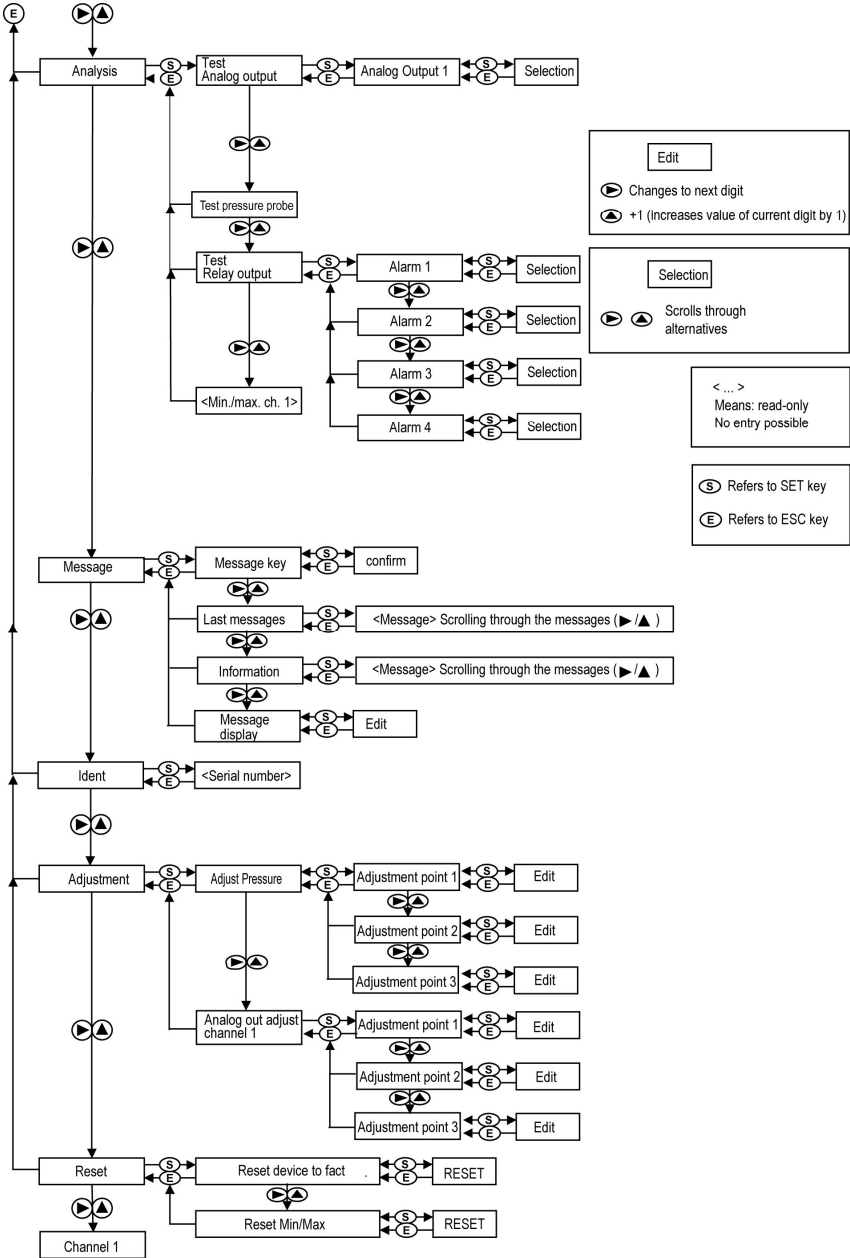 E
Analysis
S
E
Test
Analog output
S
E
Analog Output 1
S
E
Selection
Test pressure probe
Test
Relay output
S
E
Alarm 1
S
E
Selection
Alarm 2
S
E
Selection
Alarm 3
S
E
Selection
<Min./max. ch. 1>
Alarm 4
S
E
Selection
Edit
Changes to next digit
+1 (Increases value of current digit by 1)
Selection
Scrolls through
alternatives
< ... >
Means: read-only
No entry possible
S Refers to SET key
E Refers to ESC key
Message
S
E
Message key
S
E
confirm
Last messages
S
E
<Message> Scrolling through the messages (▶/▲ )
Information
S
E
<Message> Scrolling through the messages (▶/▲ )
Message
display
S
E
Edit
Ident
S
E
<Serial number>
Adjustment
S
E
Adjust Pressure
S
E
Adjustment point 1
S
E
Edit
Adjustment point 2
S
E
Edit
Adjustment point 3
S
E
Edit
Analog out adjust
channel 1
S
E
Adjustment point 1
S
E
Edit
Adjustment point 2
S
E
Edit
Adjustment point 3
S
E
Edit
Reset
S
E
Reset device to fact .
S
E
RESET
Reset Min/Max
S
E
RESET
Channel 1